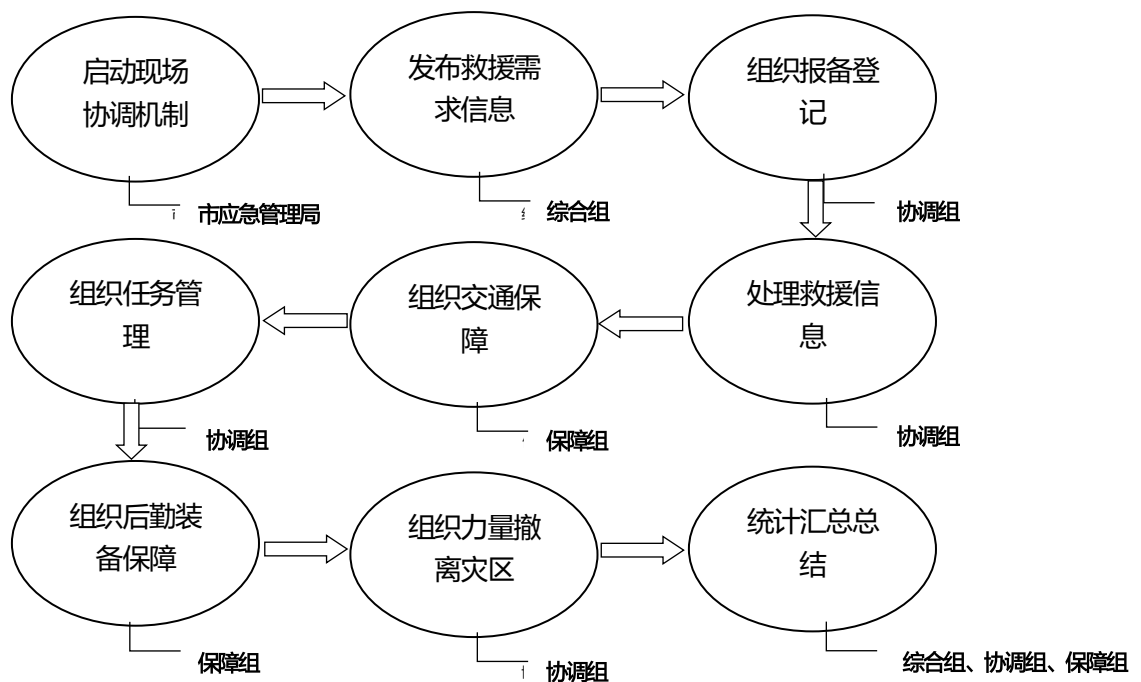 启动现场
协调机制
发布救援需
求信息
组织报备登
记
市应急管理局
综合组
协调组
组织任务管
理
组织交通保
障
处理救援信
息
协调组
保障组
协调组
组织后勤装
备保障
组织力量撤
离灾区
统计汇总总
结
保障组
协调组
综合组、协调组、保障组